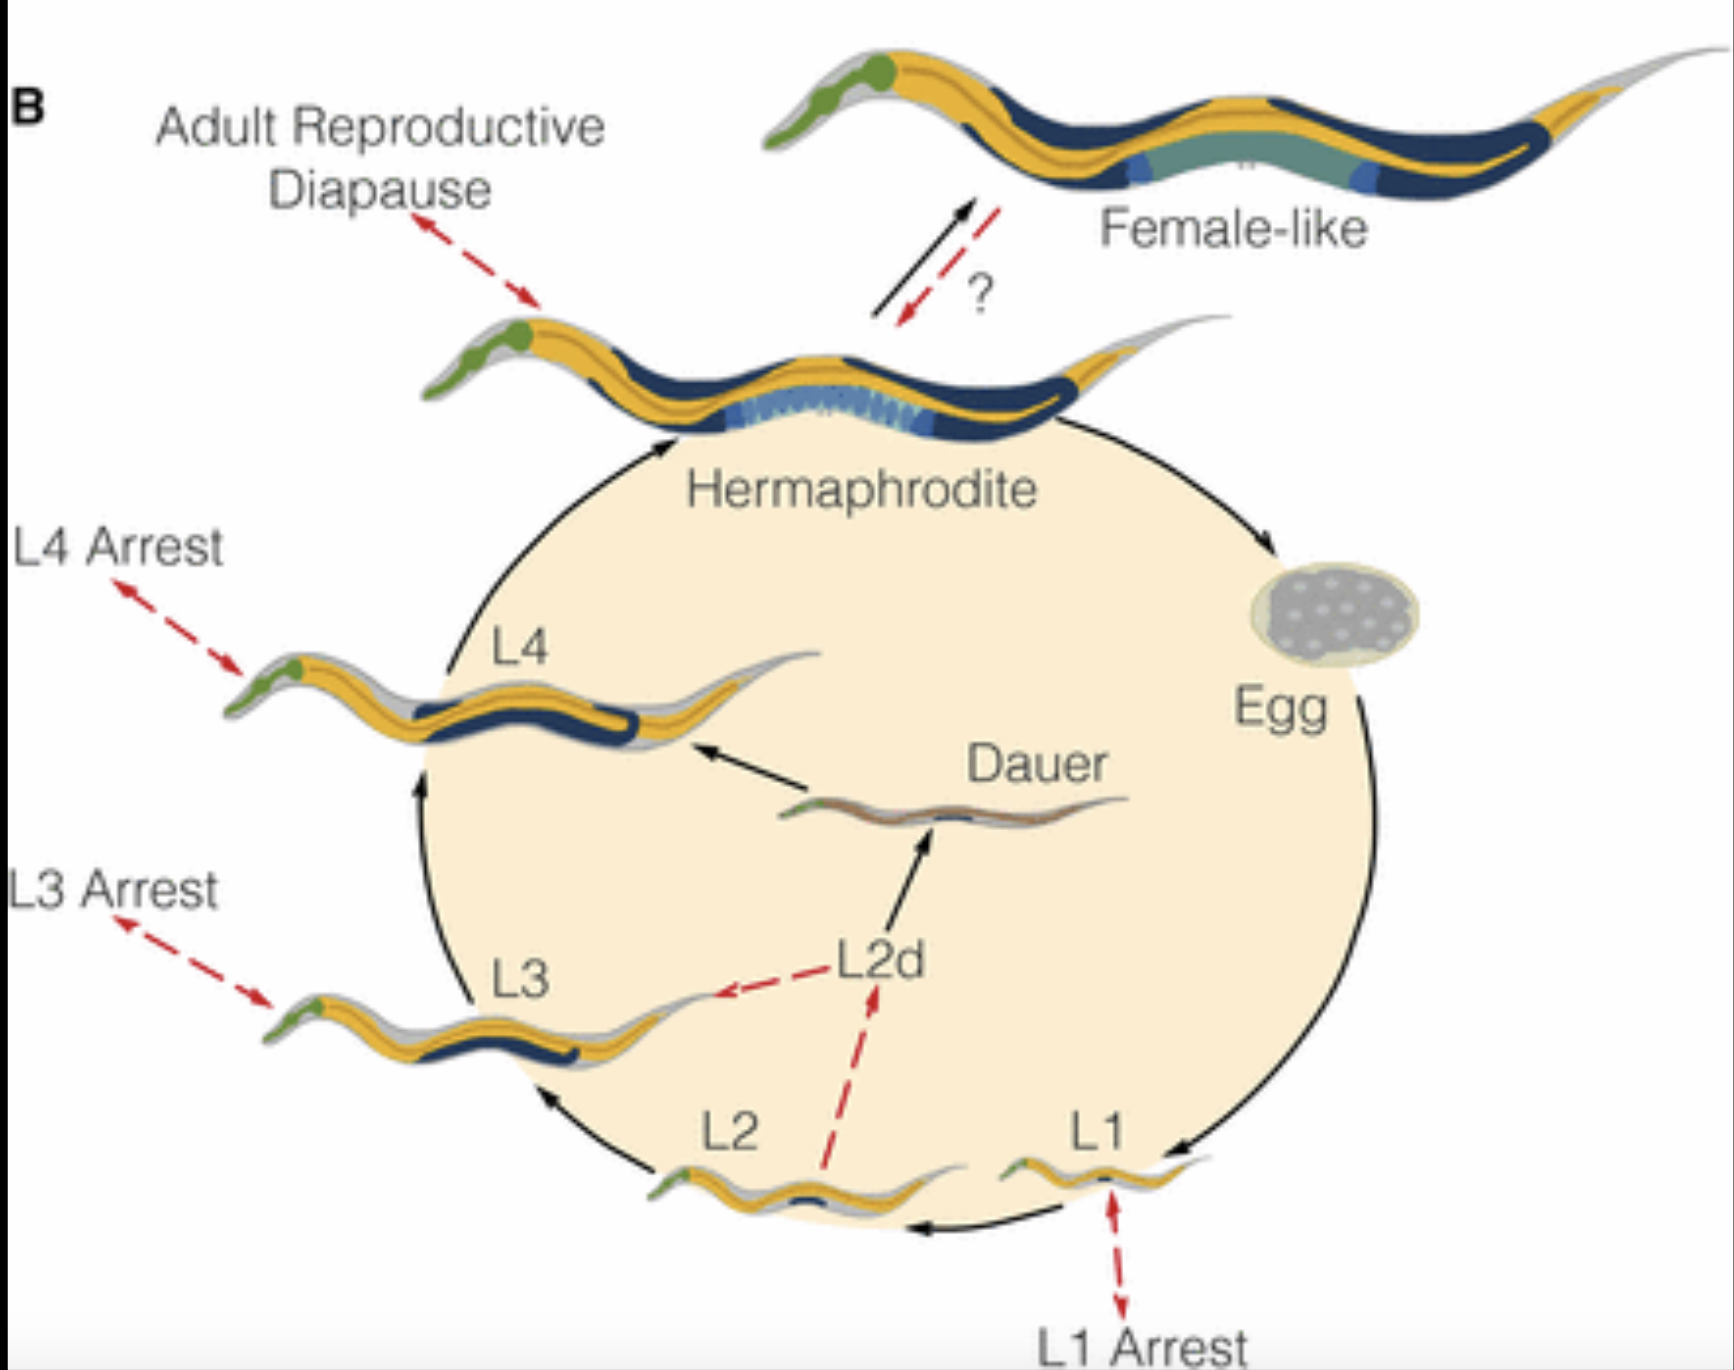 B
Adult Reproductive
Diapause
Female-like
?
Hermaphrodite
L4 Arrest
L4
Egg
Dauer
L3 Arrest
L2d
L3
L2
L1
L1 Arrest